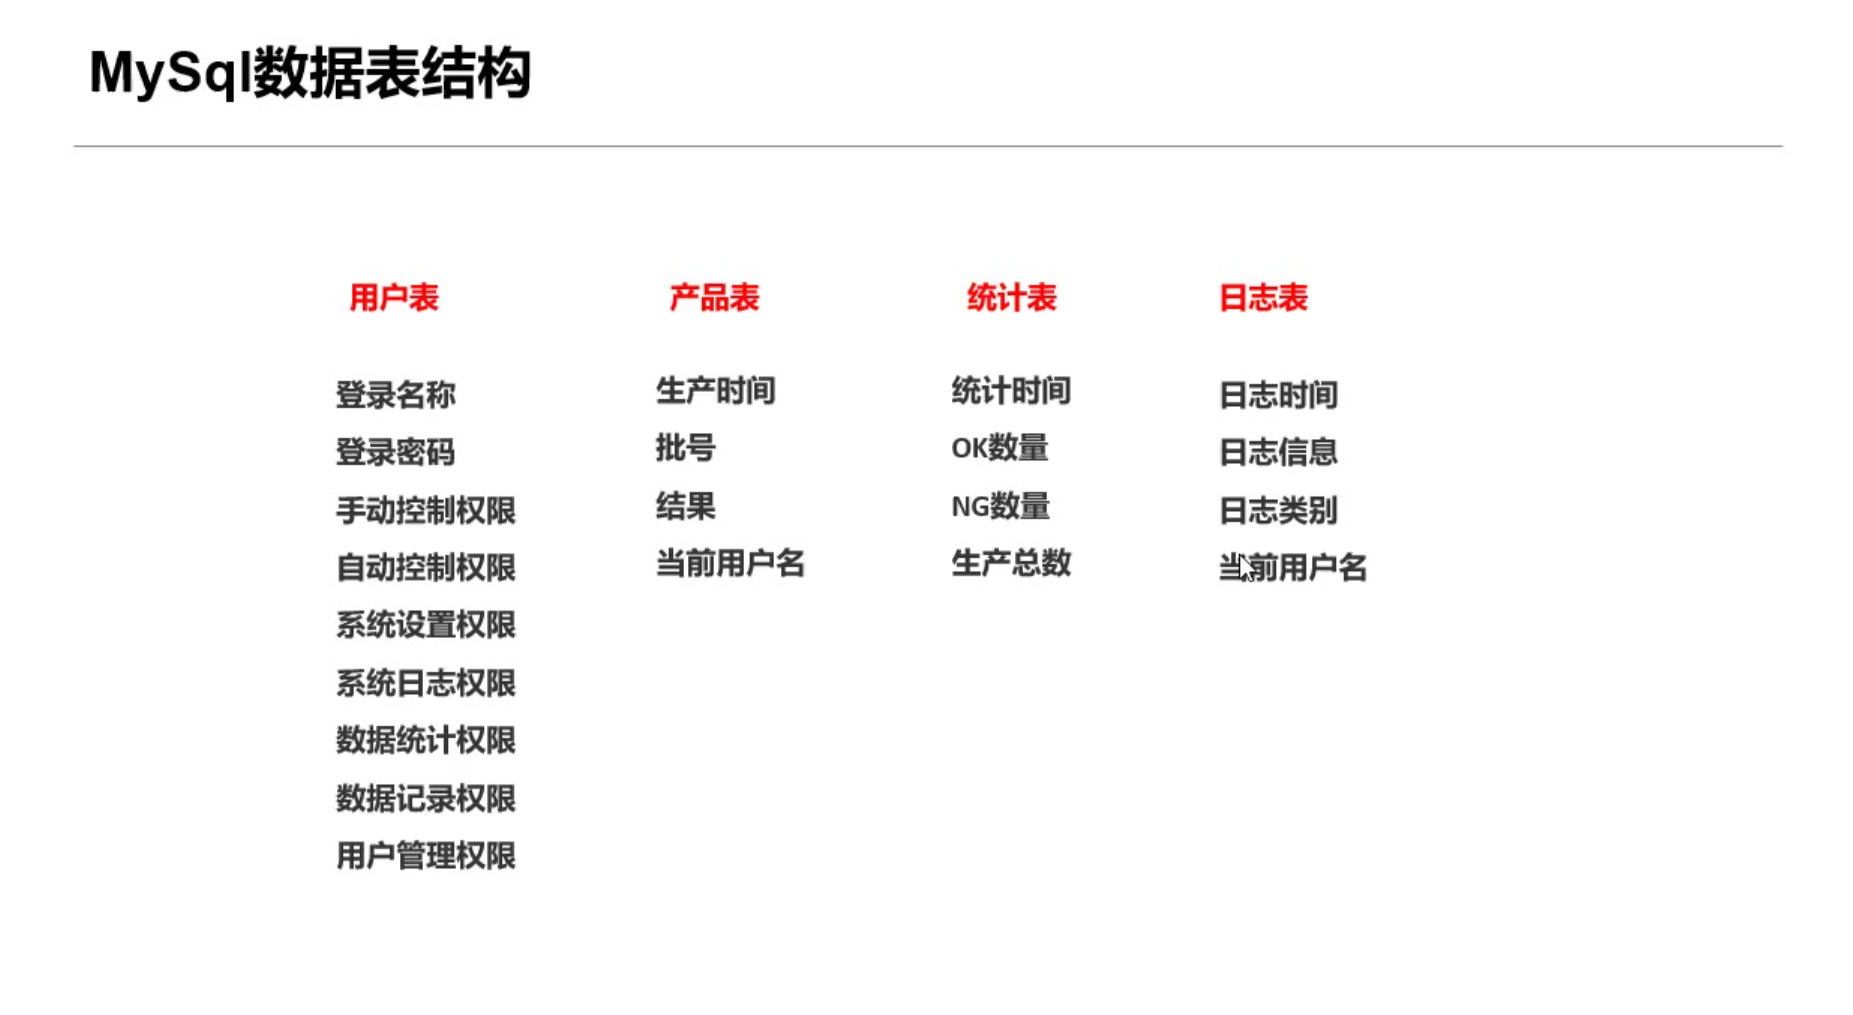 MySql数据表结构
用户表
登录名称
登录密码
手动控制权限
自动控制权限
系统设置权限
系统日志权限
数据统计权限
数据记录权限
用户管理权限
产品表
生产时间
批号
结果
当前用户名
统计表
统计时间
OK数量
NG数量
生产总数
日志表
日志时间
日志信息
日志类别
当前用户名